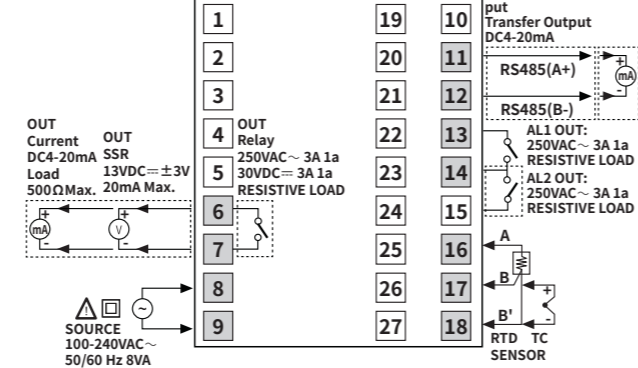 put
Transfer Output
DC4-20mA
1
2
3
4
5
6
7
8
9
19
20
21
22
23
24
25
26
27
10
11
12
13
14
15
16
17
18
RS485(A+)
RS485(B-)
+
mA
-
AL1 OUT:
250VAC～ 3A 1a
RESISTIVE LOAD
AL2 OUT:
250VAC～ 3A 1a
RESISTIVE LOAD
A
B
B'
+
-
RTD TC
SENSOR
OUT
Current
DC4-20mA
Load
500ΩMax.
OUT
SSR
13VDC⎓±3V
20mA Max.
OUT
Relay
250VAC～ 3A 1a
30VDC⎓ 3A 1a
RESISTIVE LOAD
+
mA
-
+
V
-
SOURCE
100-240VAC～
50/60 Hz 8VA